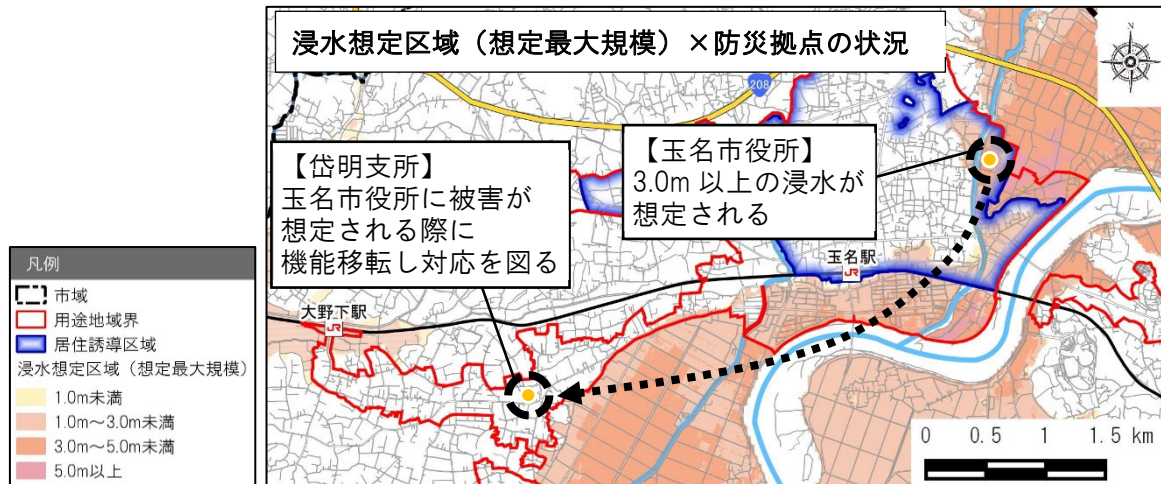 浸水想定区域（想定最大規模）×防災拠点の状況
N
208
【岱明支所】
玉名市役所に被害が
想定される際に
機能移転し対応を図る
【玉名市役所】
3.0m 以上の浸水が
想定される
玉名駅
JR
大野下駅
JR
凡例
市域
用途地域界
居住誘導区域
浸水想定区域（想定最大規模）
1.0m未満
1.0m～3.0m未満
3.0m～5.0m未満
5.0m以上
0 0.5 1 1.5 km